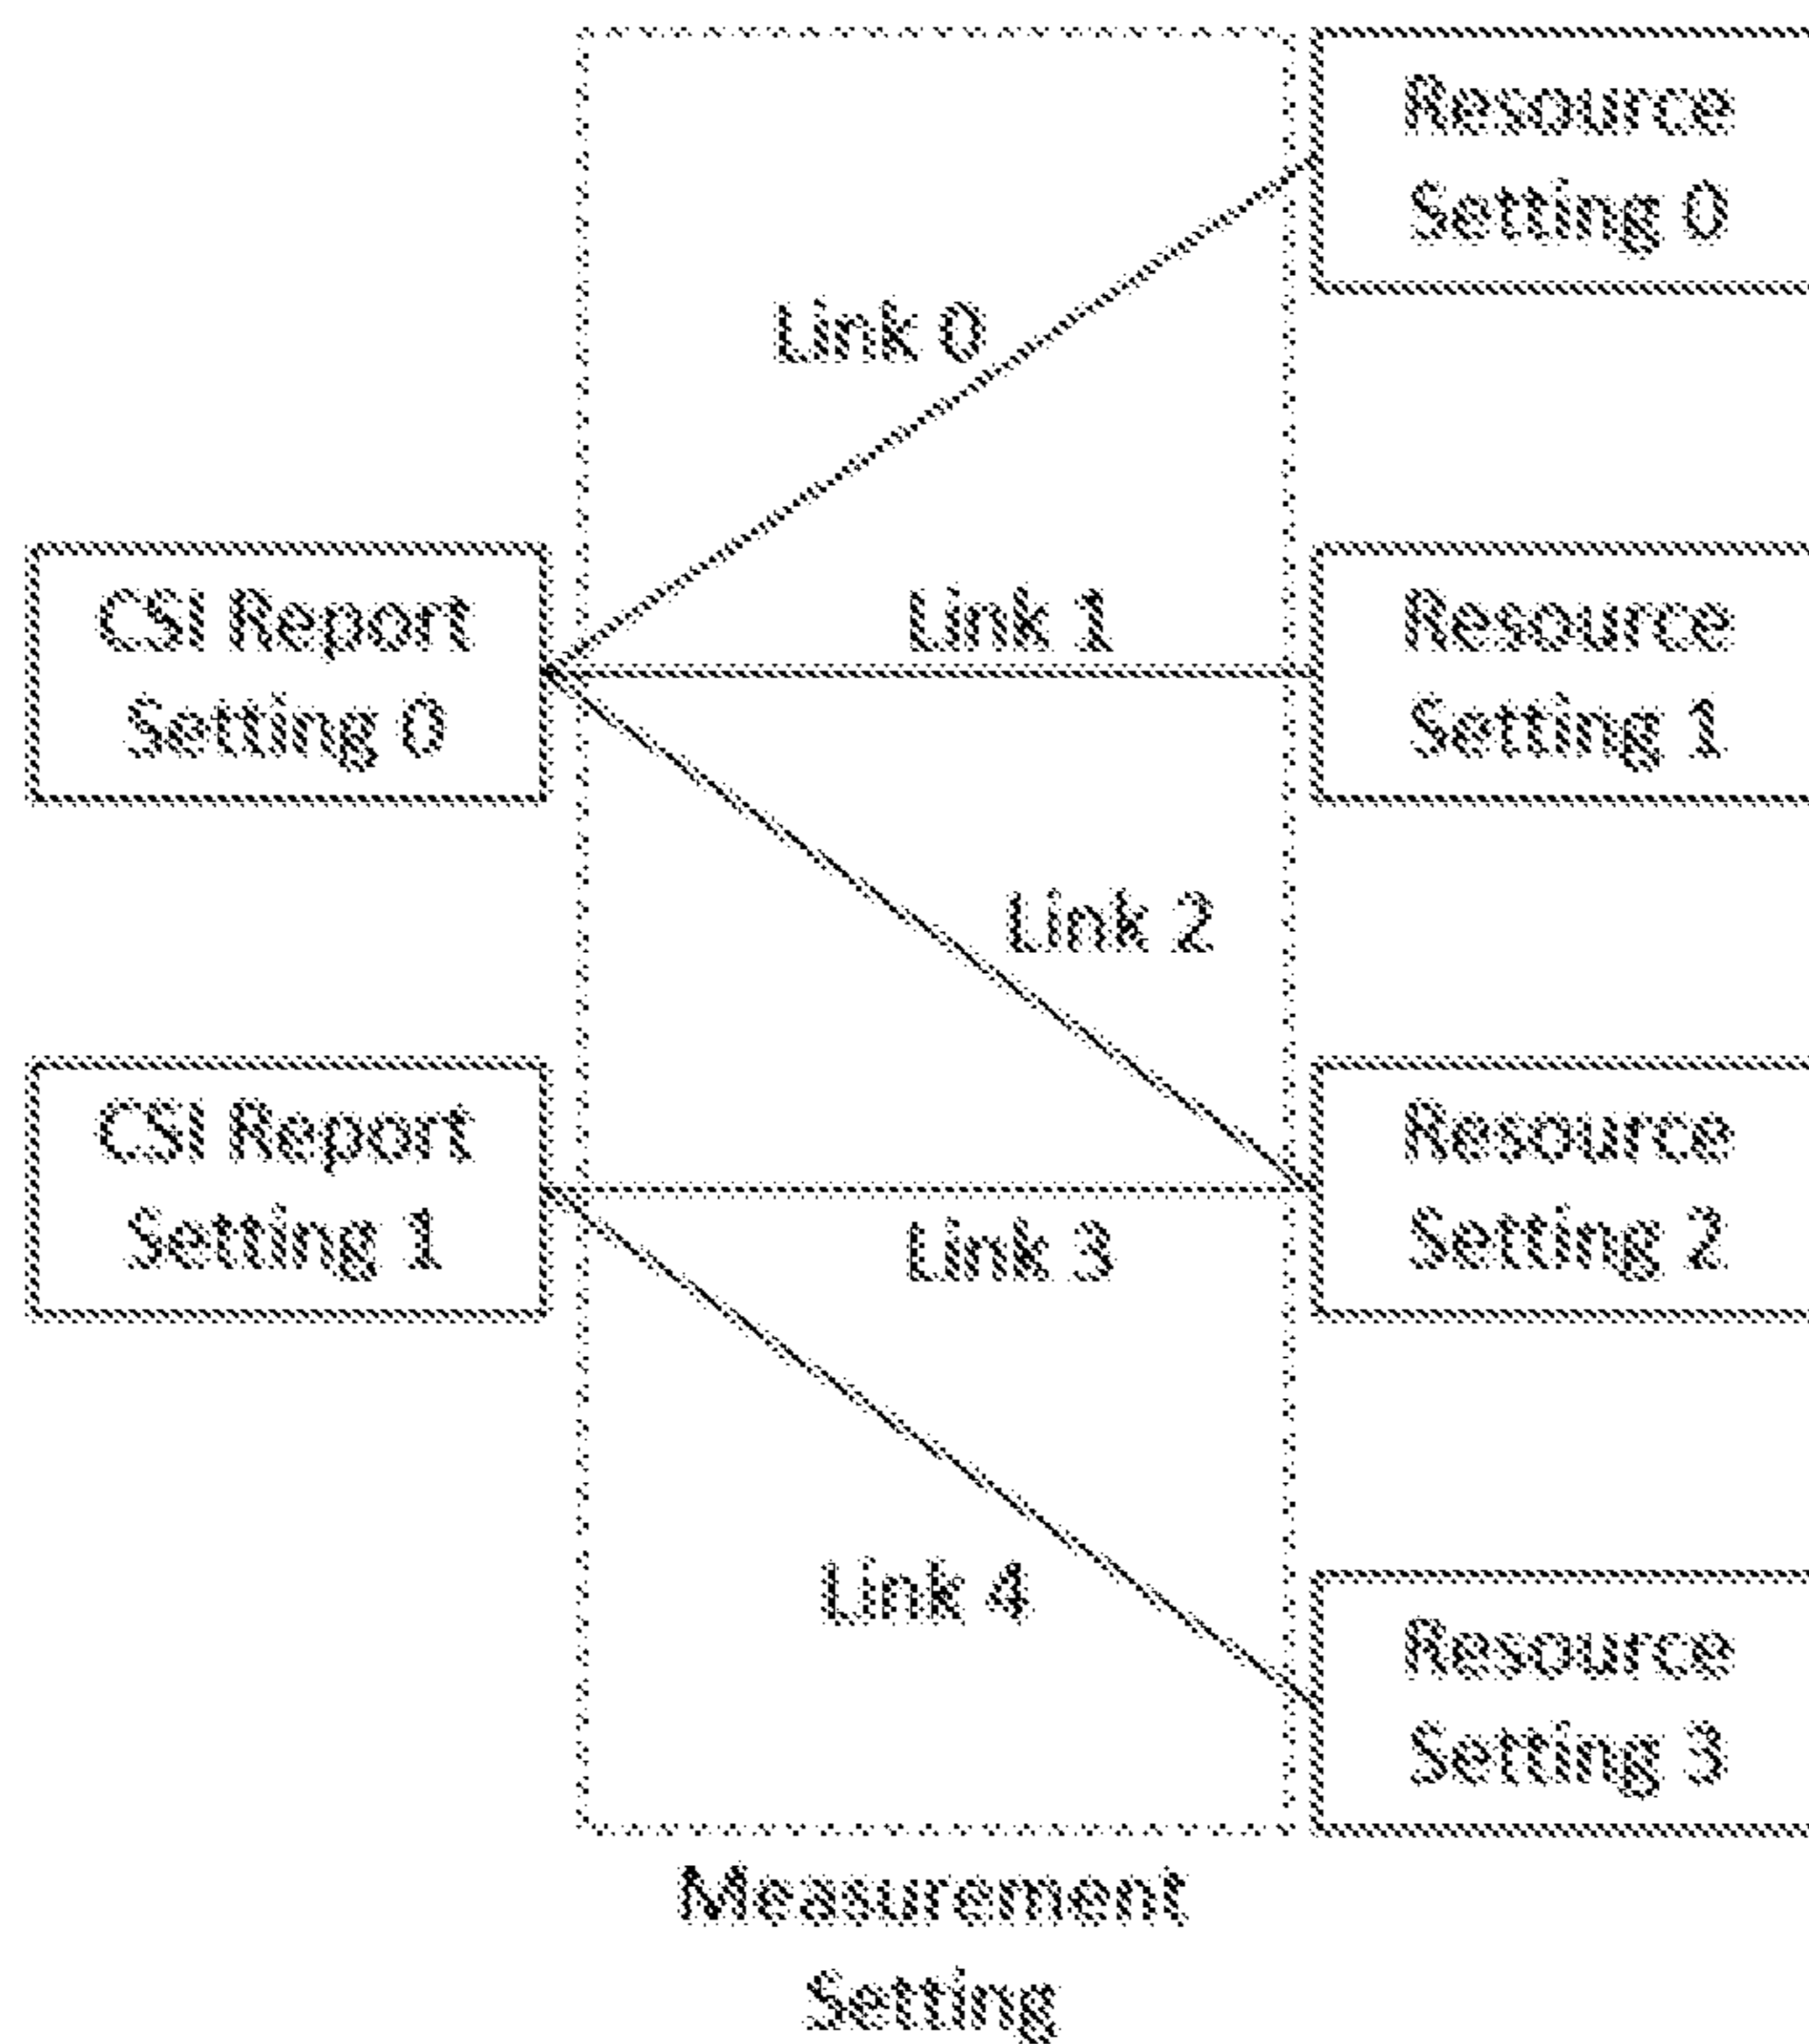 Resource
Setting 0
Link 0
CSI Report
Setting 0
Link 1
Resource
Setting 1
Link 2
CSI Report
Setting 1
Resource
Setting 2
Link 3
Link 4
Resource
Setting 3
Measurement
Setting